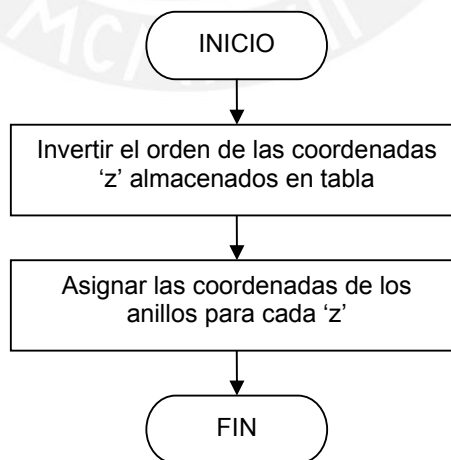 INICIO
Invertir el orden de las coordenadas
‘z’ almacenados en tabla
Asignar las coordenadas de los
anillos para cada ‘z’
FIN